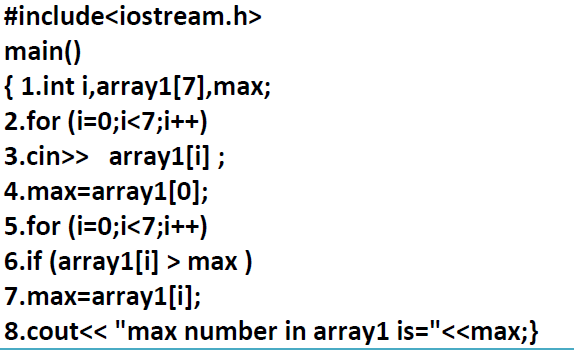 #include<iostream.h>
main()
{ 1.int i,array1[7],max;
2.for (i=0;i<7;i++)
3.cin>>   array1[i] ;
4.max=array1[0];
5.for (i=0;i<7;i++)
6.if (array1[i] > max )
7.max=array1[i];
8.cout<< "max number in array1 is="<<max;}